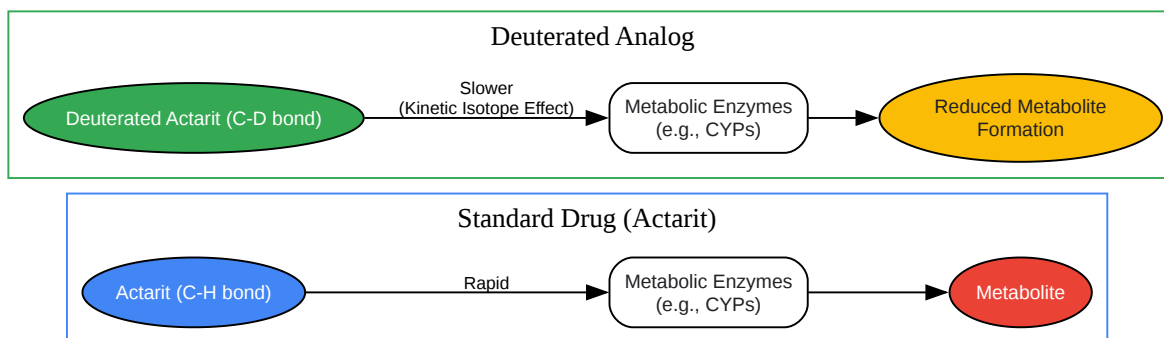 Deuterated Analog
Deuterated Actarit (C-D bond)
Slower
(Kinetic Isotope Effect)
Metabolic Enzymes
(e.g., CYPs)
Reduced Metabolite
Formation
Standard Drug (Actarit)
Actarit (C-H bond)
Rapid
Metabolic Enzymes
(e.g., CYPs)
Metabolite